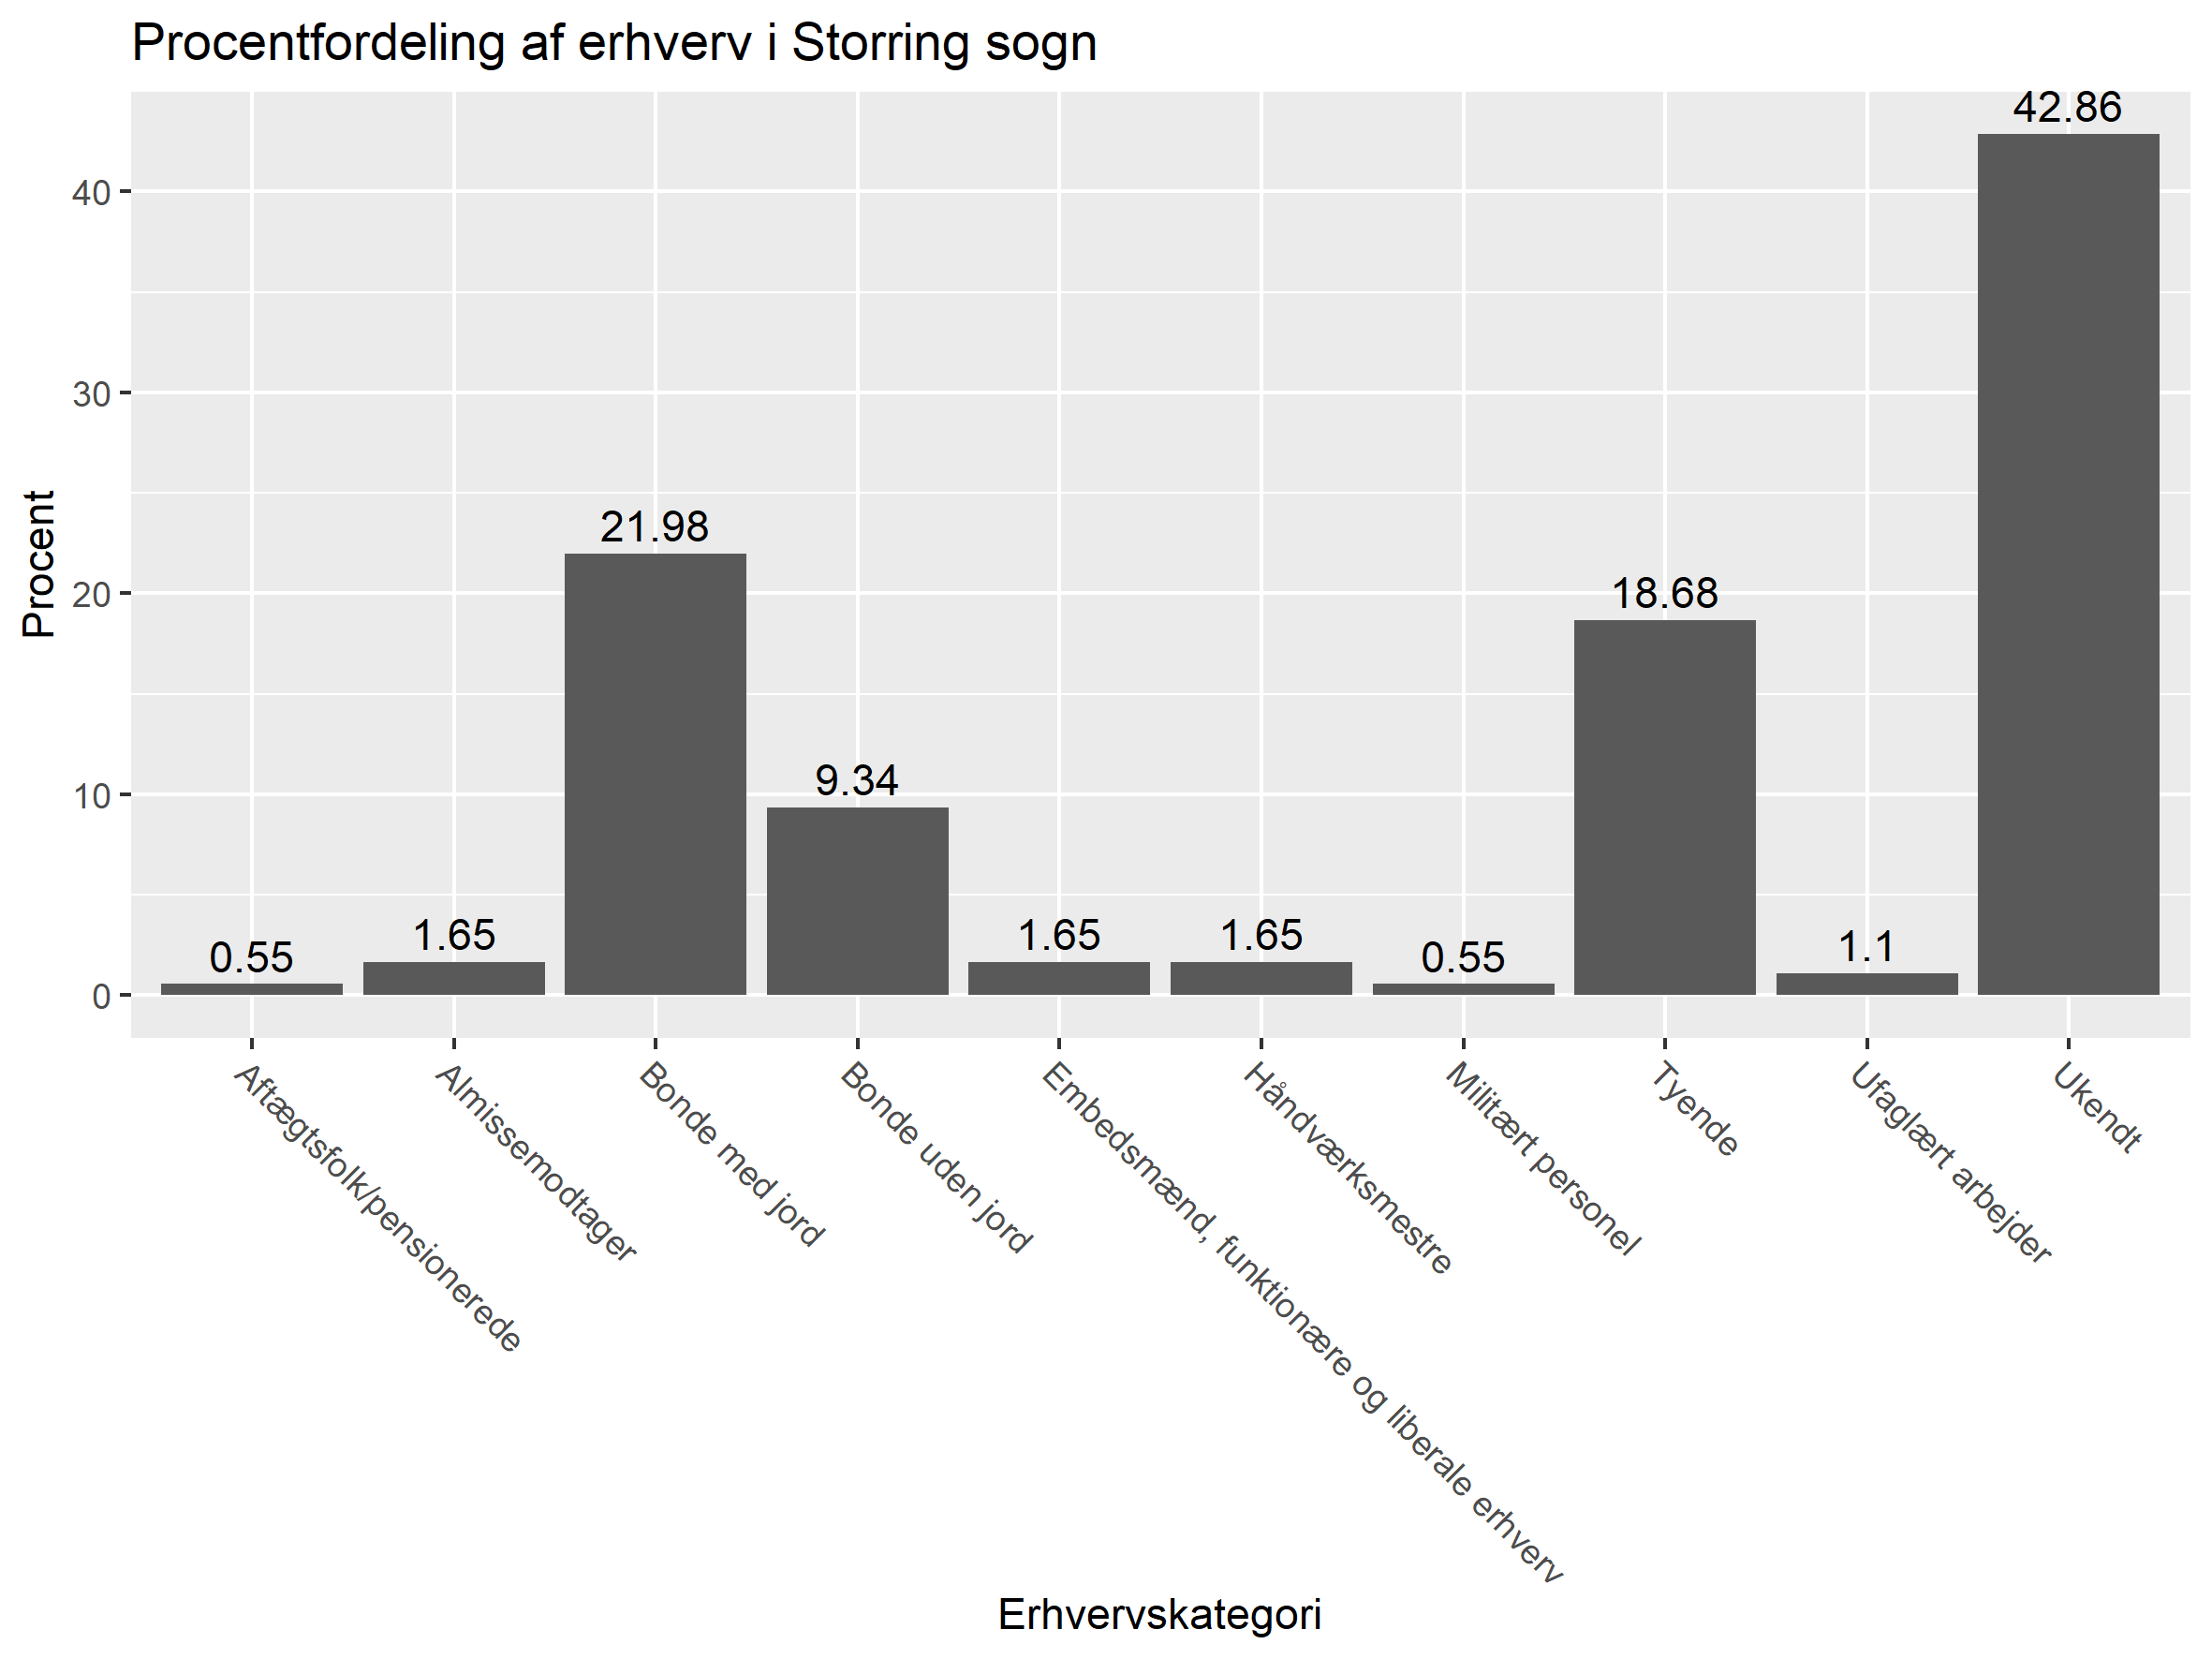 Procentfordeling af erhverv i Storring sogn
Procent
40
30
20
10
0
0.55
1.65
21.98
9.34
1.65
1.65
0.55
18.68
1.1
42.86
Aftægtsfolk/pensionerede
Almissemodtager
Bonde med jord
Bonde uden jord
Embedsmænd, funktionære og liberale erhverv
Håndværksmestre
Militært personel
Tyende
Ufaglært arbejder
Ukendt
Erhvervskategori